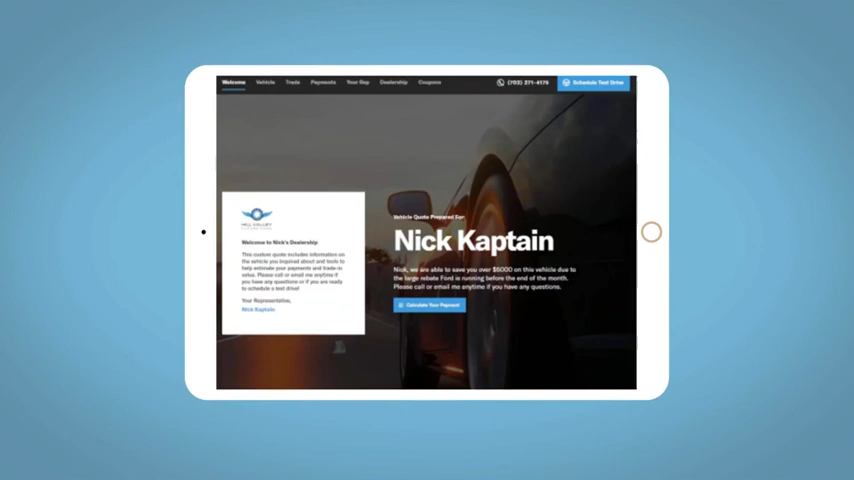 Welcome Vehicle Trade Payments Your Rep Dealership Coupons (702) 271-4175 Schedule Test Drive
HILL VALLEY
Welcome to Nick's Dealership
This custom quote includes information on
the vehicle you inquired about and tools to
help estimate your payments and trade-in
value. Please call or email me anytime if
you have any questions or if you are ready
to schedule a test drive!
Your Representative,
Nick Kaptain
Vehicle Quote Prepared For:
Nick Kaptain
Nick, we are able to save you over $6000 on this vehicle due to
the large rebate Ford is running before the end of the month.
Please call or email me anytime if you have any questions.
Calculate Your Payment